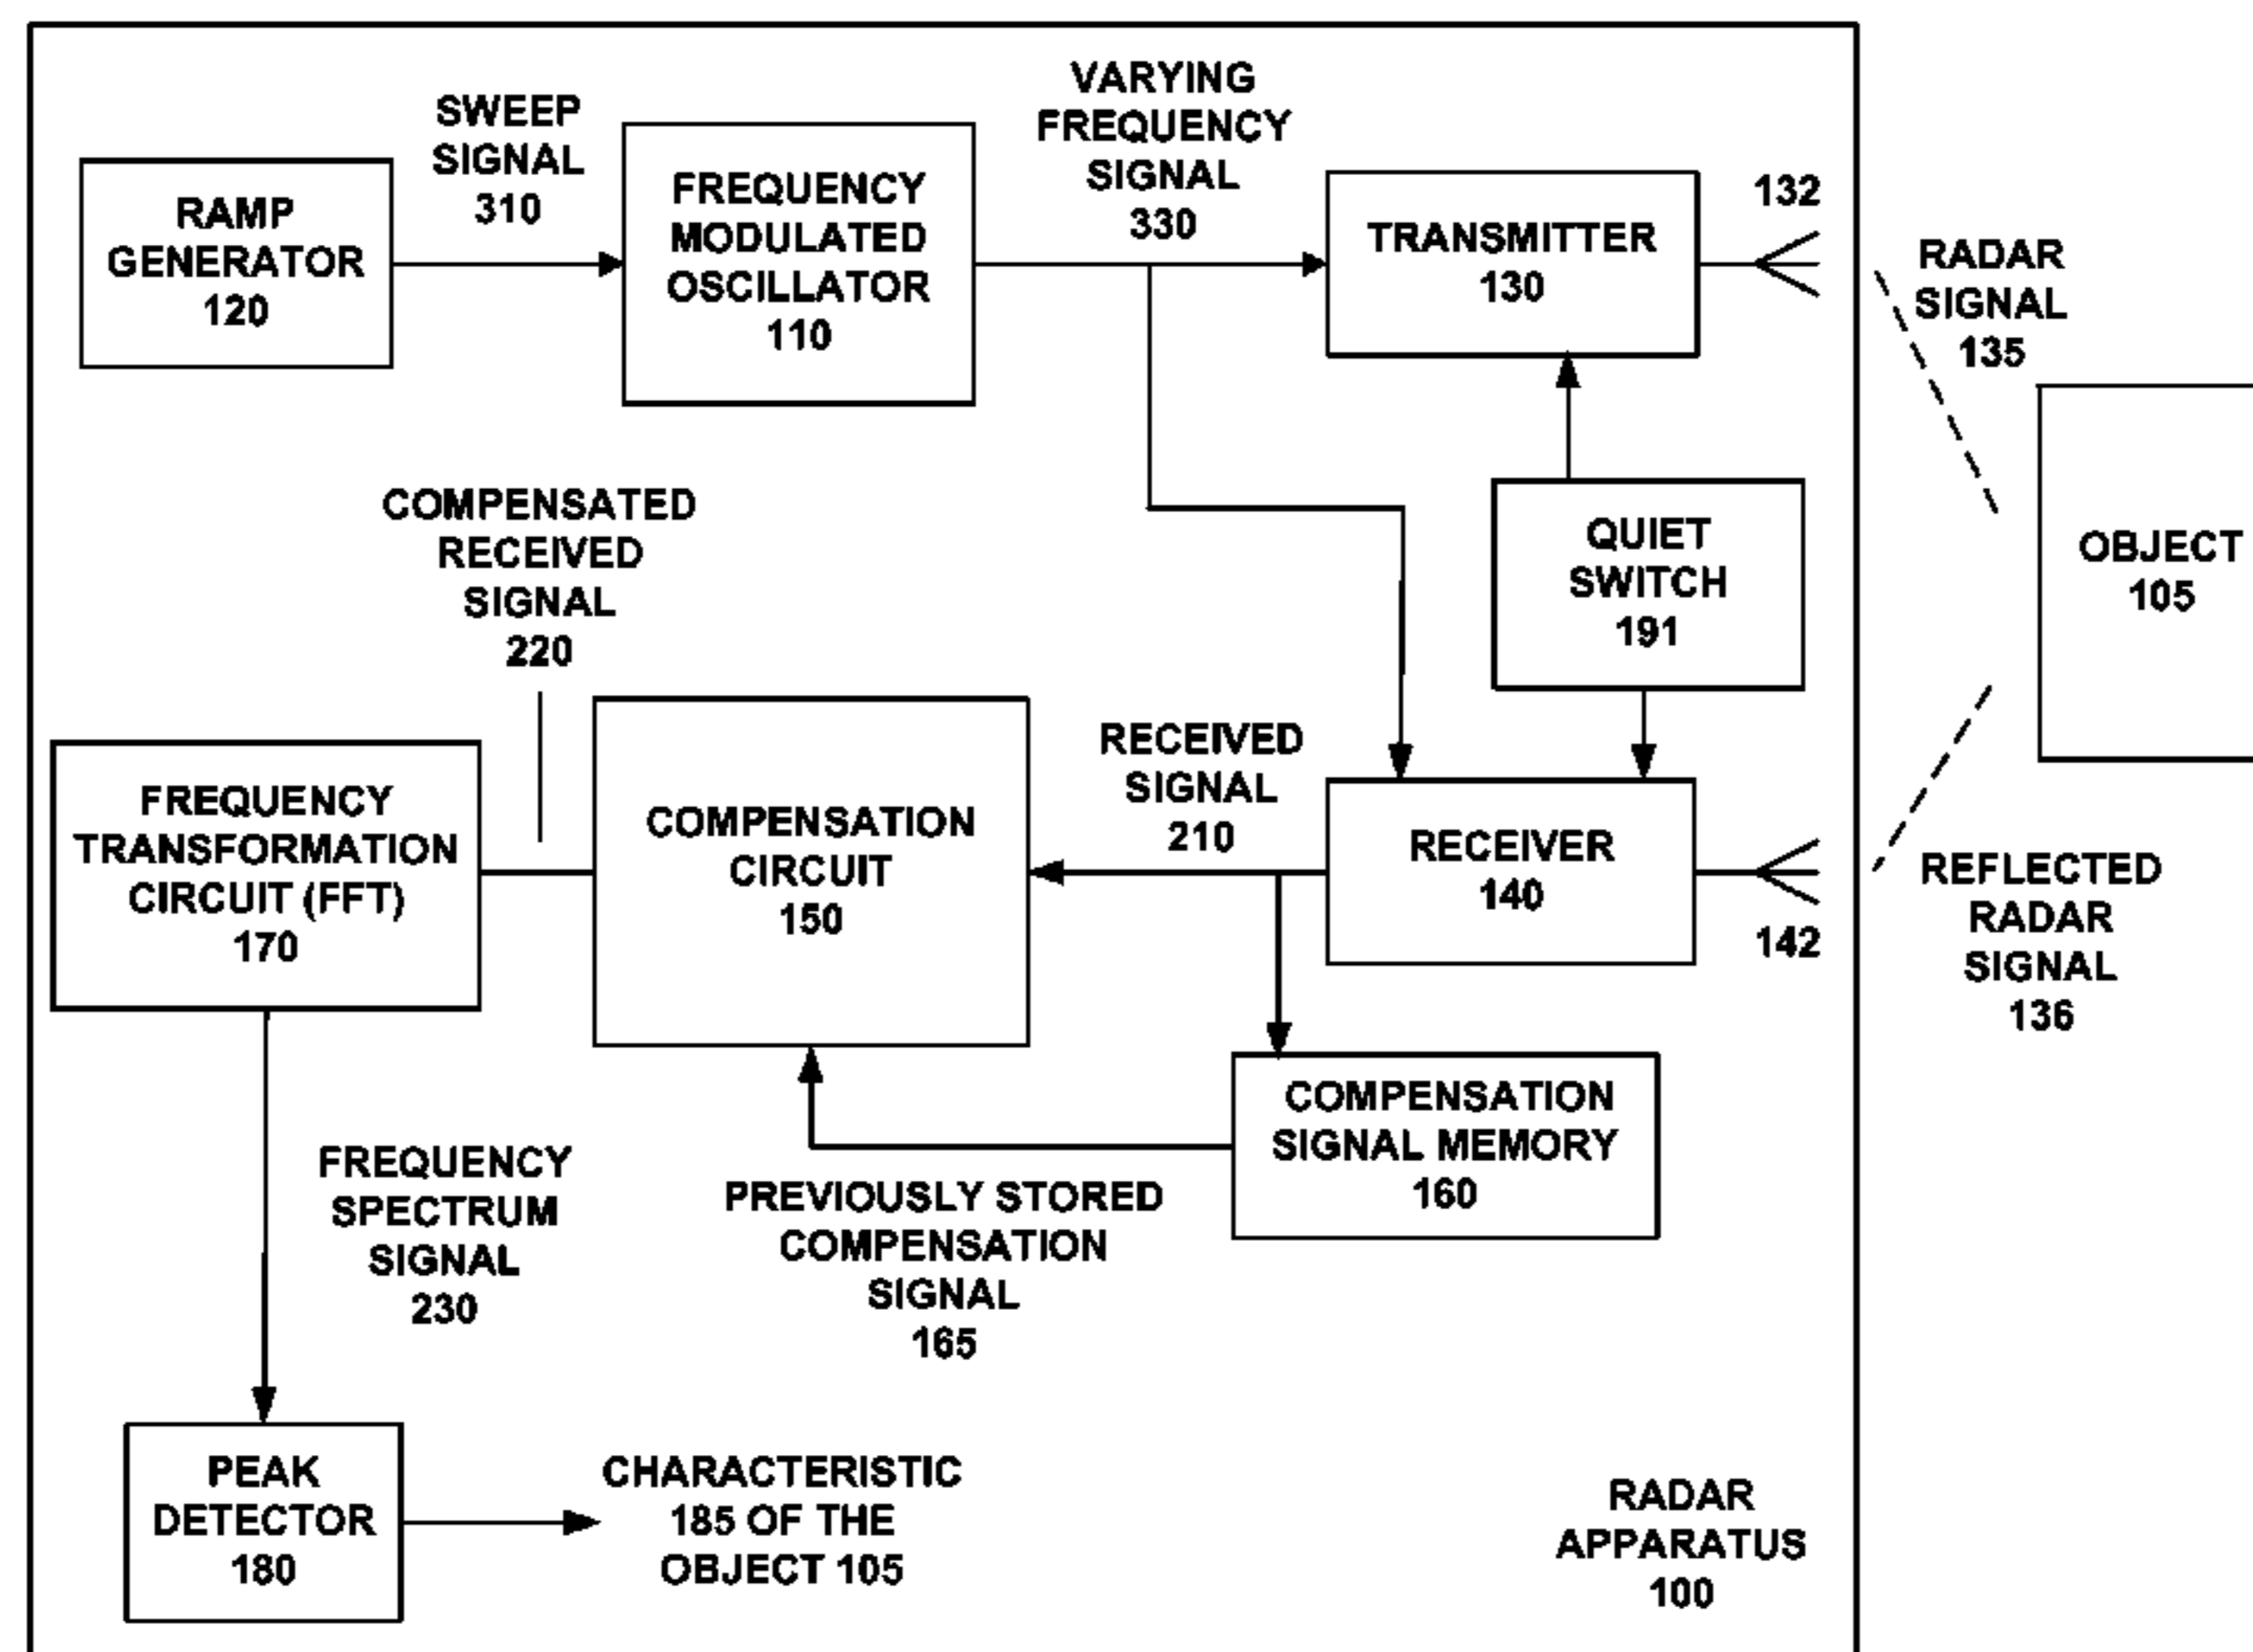 SWEEP
SIGNAL
310
VARYING
FREQUENCY
SIGNAL
330
RAMP
GENERATOR
120
FREQUENCY
MODULATED
OSCILLATOR
110
TRANSMITTER
130
132
RADAR
SIGNAL
135
COMPENSATED
RECEIVED
SIGNAL
220
QUIET
SWITCH
191
OBJECT
105
FREQUENCY
TRANSFORMATION
CIRCUIT (FFT)
170
COMPENSATION
CIRCUIT
150
RECEIVED
SIGNAL
210
RECEIVER
140
142
REFLECTED
RADAR
SIGNAL
136
COMPENSATION
SIGNAL MEMORY
160
FREQUENCY
SPECTRUM
SIGNAL
230
PREVIOUSLY STORED
COMPENSATION
SIGNAL
165
PEAK
DETECTOR
180
CHARACTERISTIC
185 OF THE
OBJECT 105
RADAR
APPARATUS
100